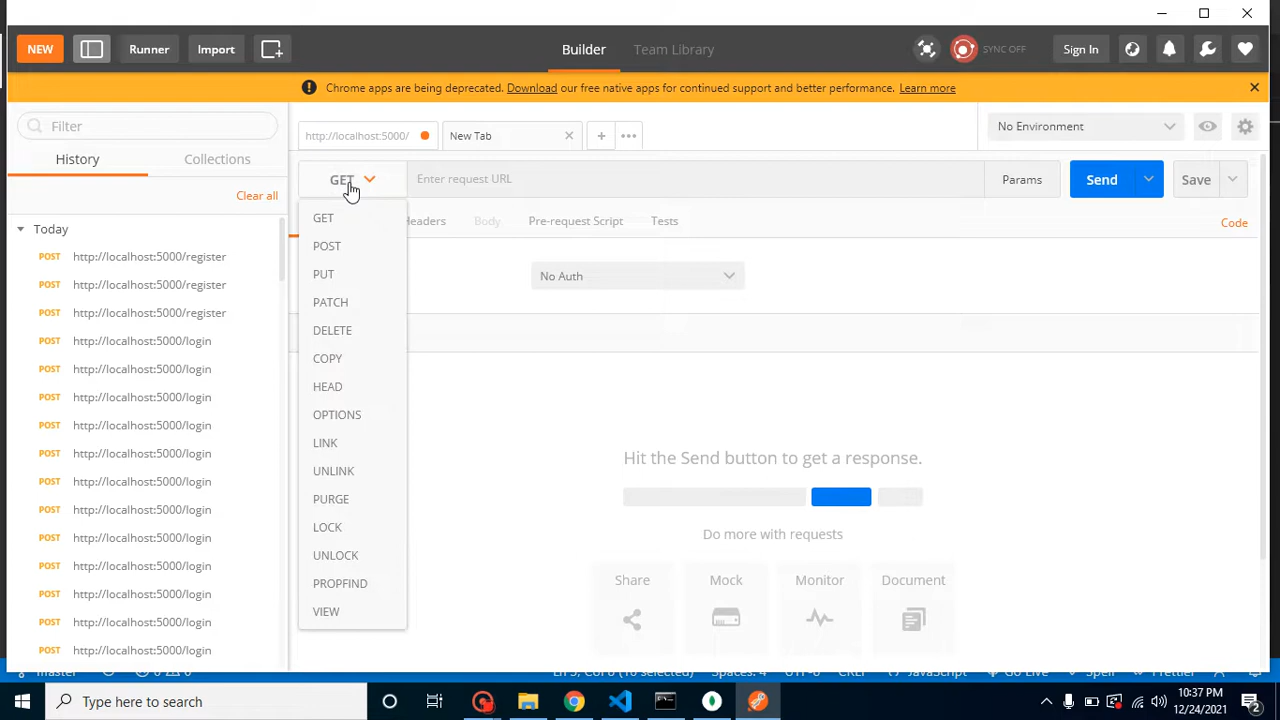 NEW
Runner
Import
Builder
Team Library
SYNC OFF
Sign In
Chrome apps are being deprecated. Download our free native apps for continued support and better performance. Learn more
Filter
http://localhost:5000/
New Tab
No Environment
History
Collections
GET
Enter request URL
Params
Send
Save
Clear all
Today
POST http://localhost:5000/register
POST http://localhost:5000/register
POST http://localhost:5000/register
POST http://localhost:5000/login
POST http://localhost:5000/login
POST http://localhost:5000/login
POST http://localhost:5000/login
POST http://localhost:5000/login
POST http://localhost:5000/login
POST http://localhost:5000/login
POST http://localhost:5000/login
POST http://localhost:5000/login
POST http://localhost:5000/login
POST http://localhost:5000/login
POST http://localhost:5000/login
GET
POST
PUT
PATCH
DELETE
COPY
HEAD
OPTIONS
LINK
UNLINK
PURGE
LOCK
UNLOCK
PROPFIND
VIEW
Headers
Body
Pre-request Script
Tests
Code
No Auth
Hit the Send button to get a response.
Do more with requests
Share
Mock
Monitor
Document
master
JavaScript
Go Live
Spell
Prettier
Type here to search
10:37 PM
12/24/2021
2